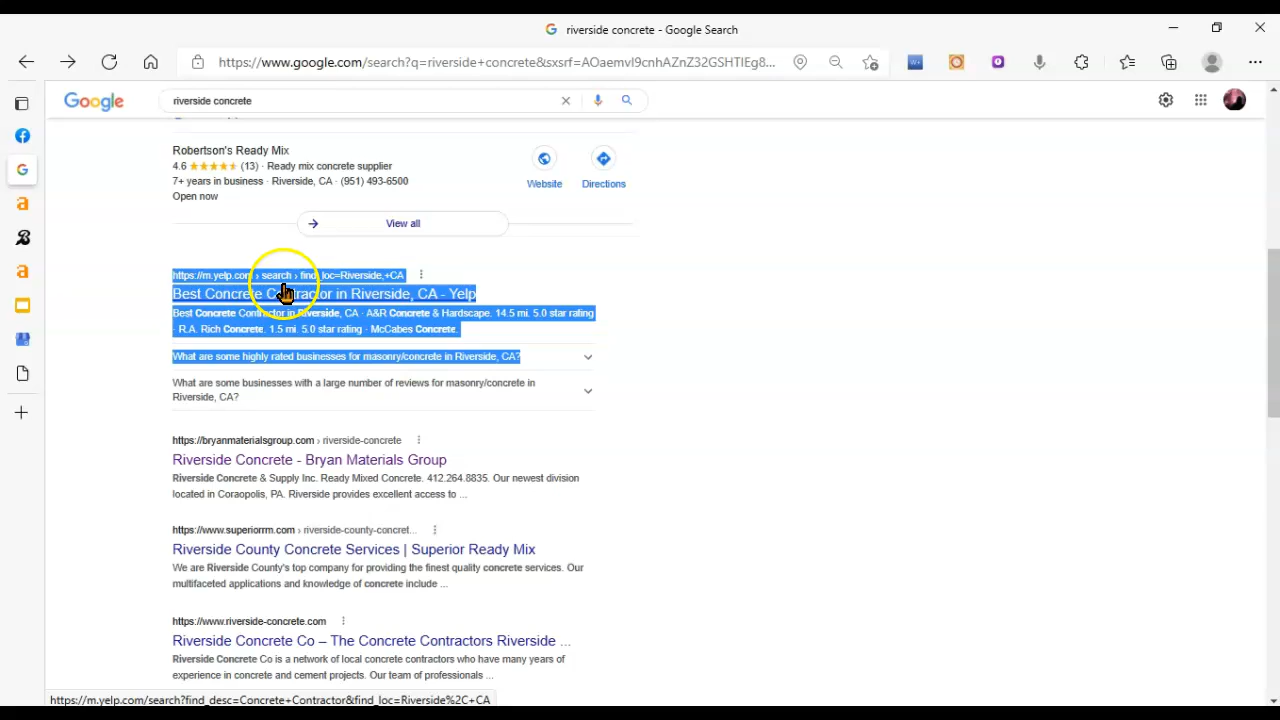 riverside concrete - Google Search
https://www.google.com/search?q=riverside+concrete&sxsrf=AOaemvI9cnhAZnZ32GSHTIEg8...
Google
riverside concrete
Robertson's Ready Mix
4.6 (13) · Ready mix concrete supplier
7+ years in business · Riverside, CA · (951) 493-6500
Open now
Website
Directions
View all
https://m.yelp.com › search › find_loc=Riverside,+CA
Best Concrete Contractor in Riverside, CA - Yelp
Best Concrete Contractor in Riverside, CA · A&R Concrete & Hardscape. 14.5 mi. 5.0 star rating
· R.A. Rich Concrete. 1.5 mi. 5.0 star rating · McCabes Concrete.
What are some highly rated businesses for masonry/concrete in Riverside, CA?
What are some businesses with a large number of reviews for masonry/concrete in
Riverside, CA?
https://bryanmaterialsgroup.com › riverside-concrete
Riverside Concrete - Bryan Materials Group
Riverside Concrete & Supply Inc. Ready Mixed Concrete. 412.264.8835. Our newest division
located in Coraopolis, PA. Riverside provides excellent access to ...
https://www.superiorrm.com › riverside-county-concret...
Riverside County Concrete Services | Superior Ready Mix
We are Riverside County's top company for providing the finest quality concrete services. Our
multifaceted applications and knowledge of concrete include ...
https://www.riverside-concrete.com
Riverside Concrete Co – The Concrete Contractors Riverside ...
Riverside Concrete Co is a network of local concrete contractors who have many years of
experience in concrete and cement projects. Our team of professionals ...
https://m.yelp.com/search?find_desc=Concrete+Contractor&find_loc=Riverside%2C+CA